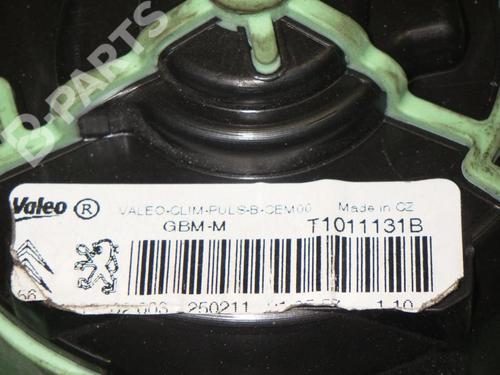 B-PARTS
Valeo ® VALEO-CLIM-PULS-B-CEM00 Made in CZ
GBM-M T1011131B
250211 1.10